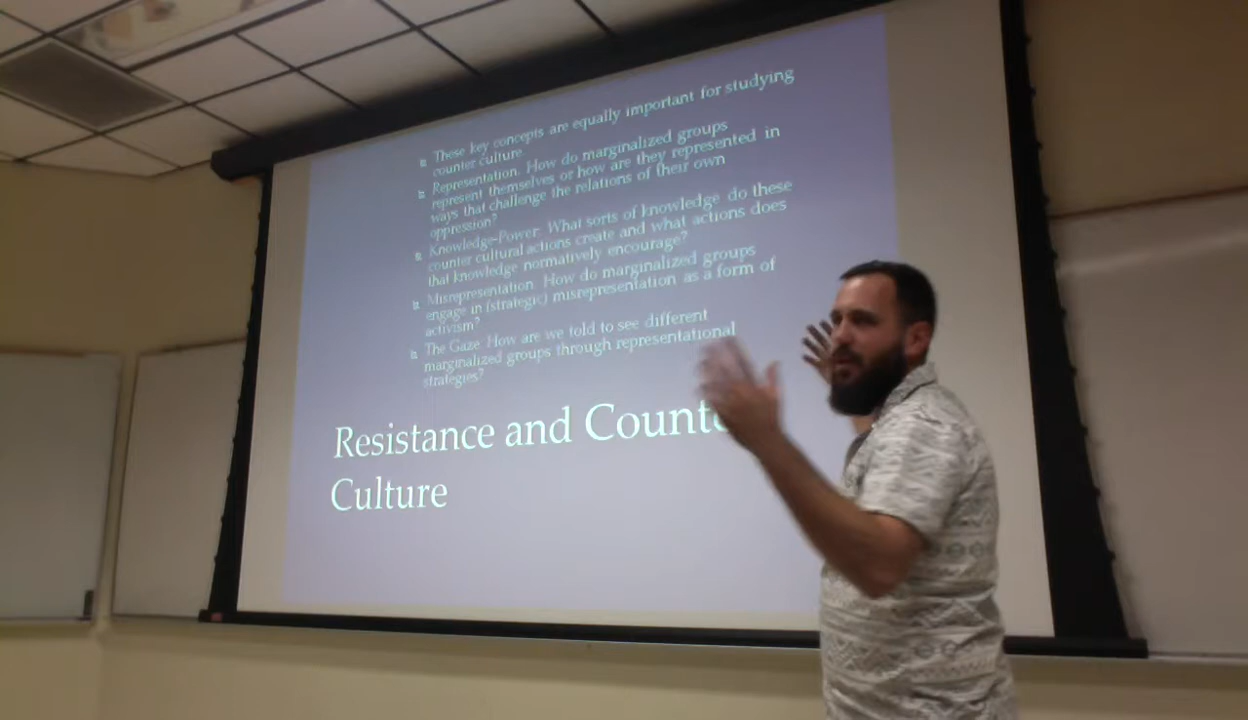 These key concepts are equally important for studying
counter culture.
Representation. How do marginalized groups
represent themselves or how are they represented in
ways that challenge the relations of their own
oppression?
Knowledge-Power. What sorts of knowledge do these
counter cultural actions create and what actions does
that knowledge normatively encourage?
Misrepresentation. How do marginalized groups
engage in (strategic) misrepresentation as a form of
activism?
The Gaze. How are we told to see different
marginalized groups through representational
strategies?
Resistance and Counte
Culture